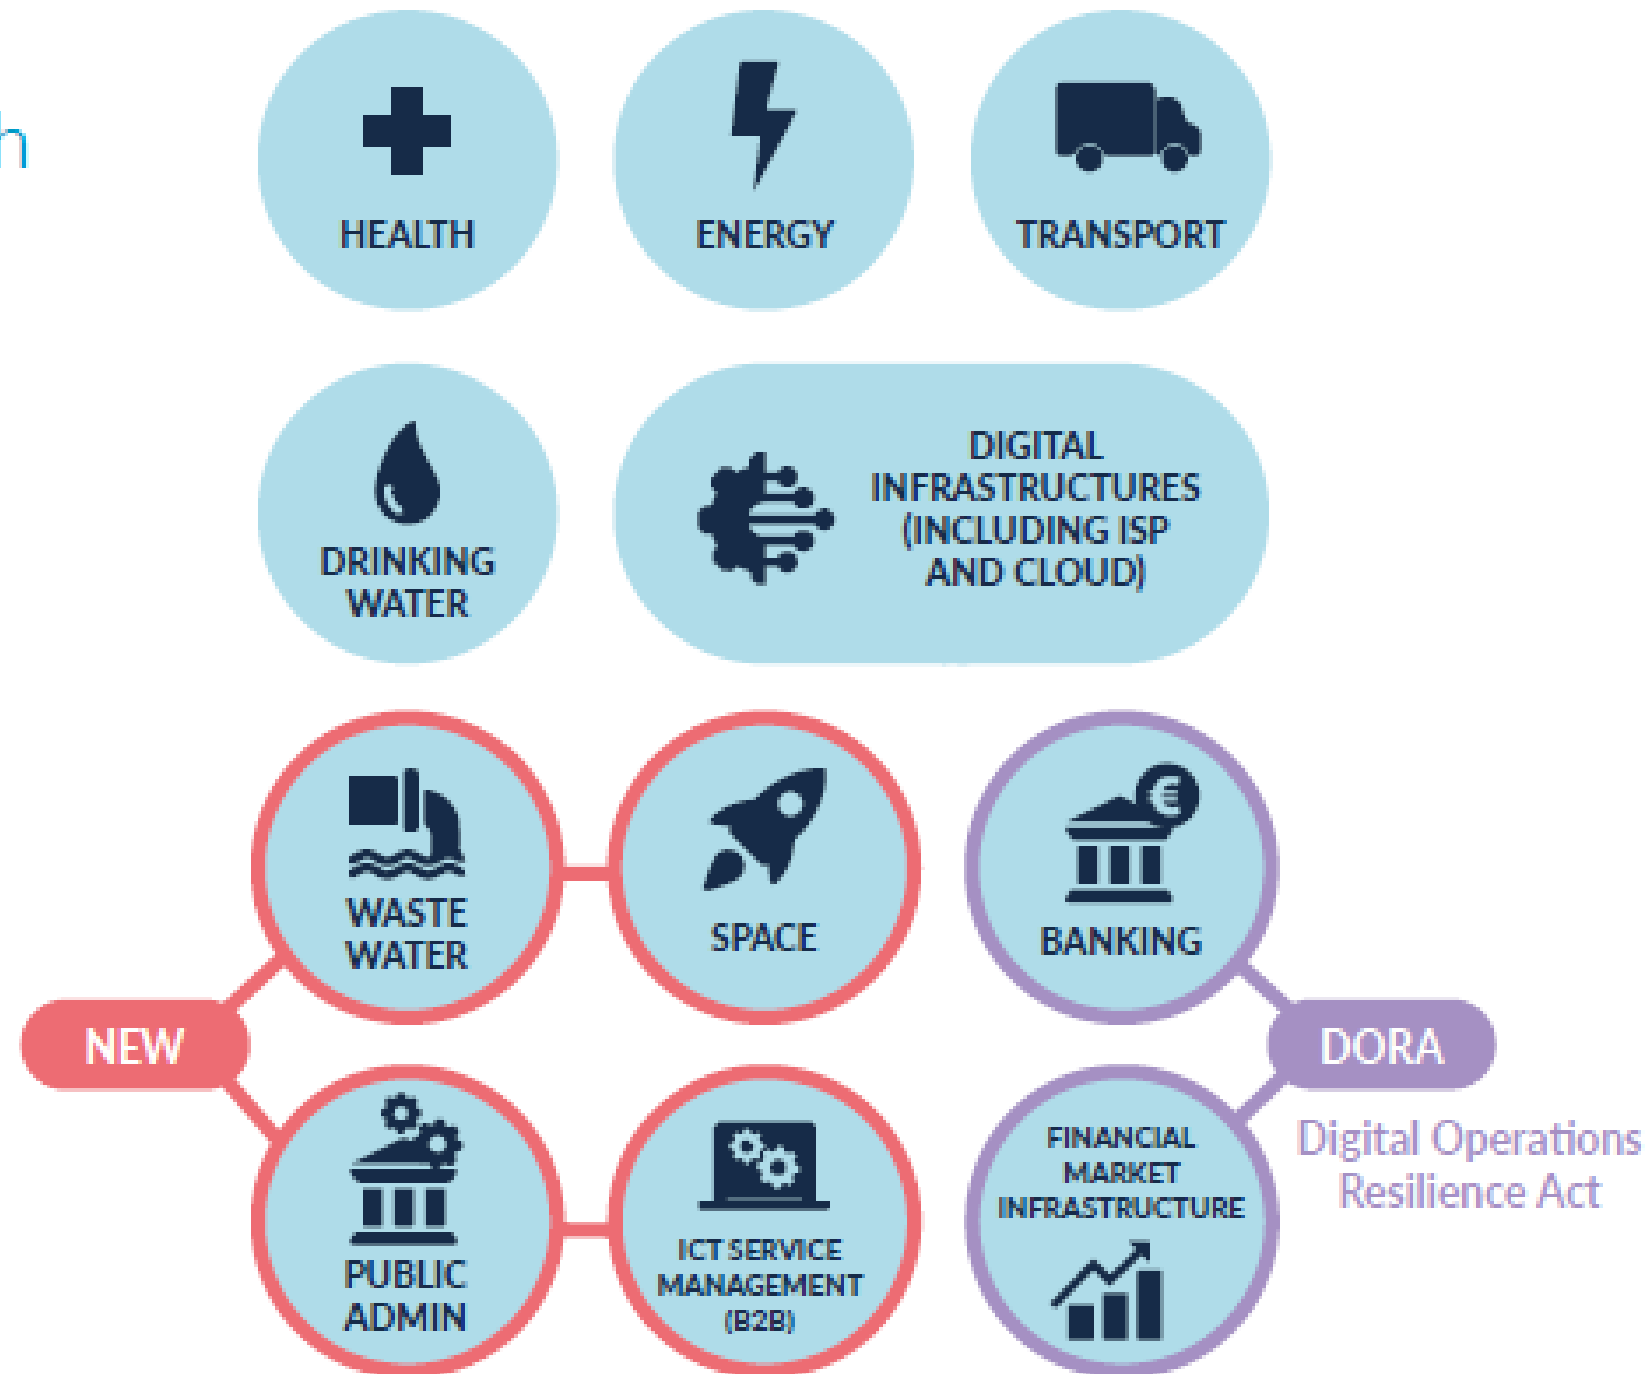 h
HEALTH
ENERGY
TRANSPORT
DRINKING
WATER
DIGITAL
INFRASTRUCTURES
(INCLUDING ISP
AND CLOUD)
WASTE
WATER
SPACE
BANKING
NEW
DORA
Digital Operations
Resilience Act
PUBLIC
ADMIN
ICT SERVICE
MANAGEMENT
(B2B)
FINANCIAL
MARKET
INFRASTRUCTURE